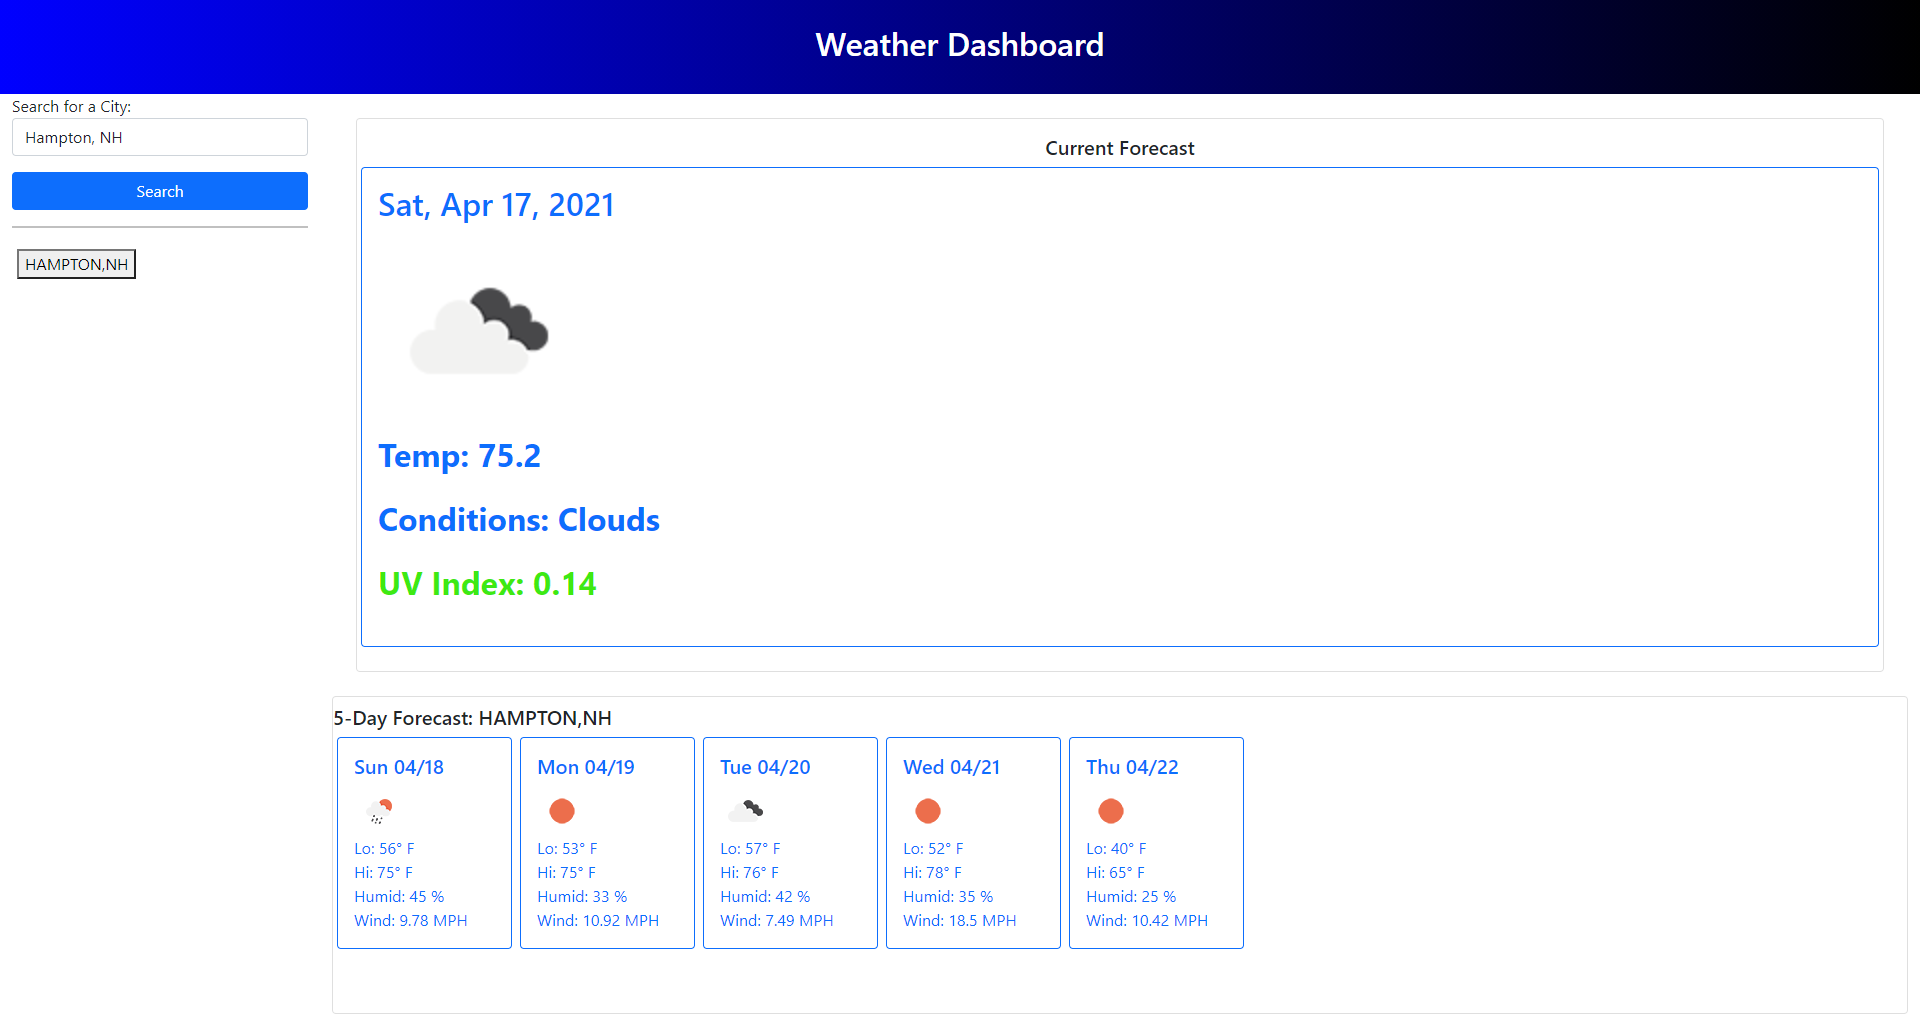 Weather Dashboard
Search for a City:
Hampton, NH
Search
HAMPTON,NH
Current Forecast
Sat, Apr 17, 2021
Temp: 75.2
Conditions: Clouds
UV Index: 0.14
5-Day Forecast: HAMPTON,NH
Sun 04/18
Lo: 56° F
Hi: 75° F
Humid: 45 %
Wind: 9.78 MPH
Mon 04/19
Lo: 53° F
Hi: 75° F
Humid: 33 %
Wind: 10.92 MPH
Tue 04/20
Lo: 57° F
Hi: 76° F
Humid: 42 %
Wind: 7.49 MPH
Wed 04/21
Lo: 52° F
Hi: 78° F
Humid: 35 %
Wind: 18.5 MPH
Thu 04/22
Lo: 40° F
Hi: 65° F
Humid: 25 %
Wind: 10.42 MPH